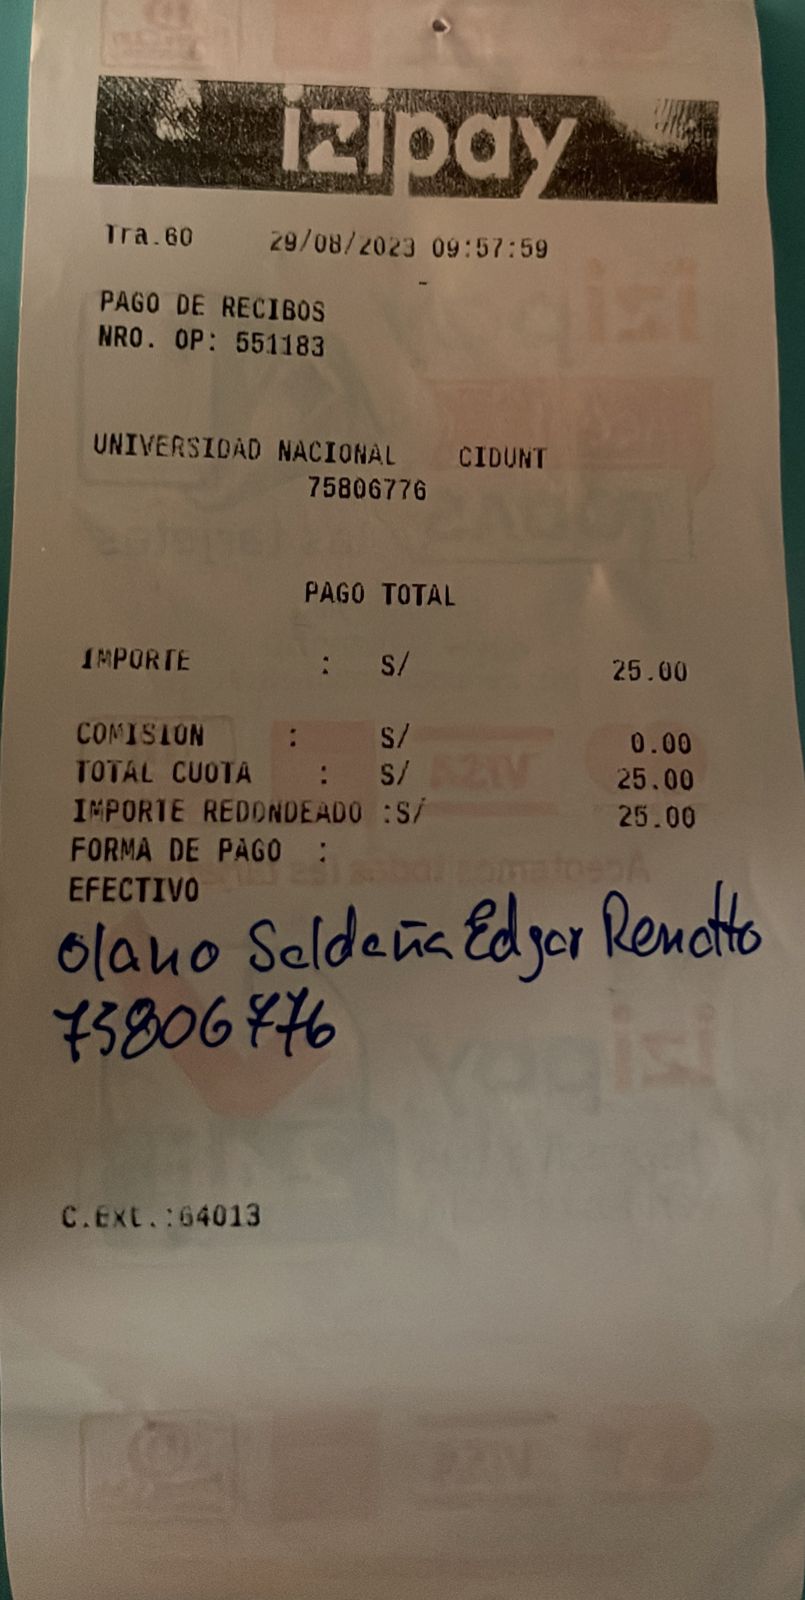 izipay
Tra.60 29/08/2023 09:57:59
PAGO DE RECIBOS
NRO. OP: 551183
UNIVERSIDAD NACIONAL CIDUNT
75806776
PAGO TOTAL
IMPORTE : S/ 25.00
COMISION : S/ 0.00
TOTAL CUOTA : S/ 25.00
IMPORTE REDONDEADO :S/ 25.00
FORMA DE PAGO :
EFECTIVO
Olano Saldaña Edgar Renatto
75806776
C.Ext.:64013